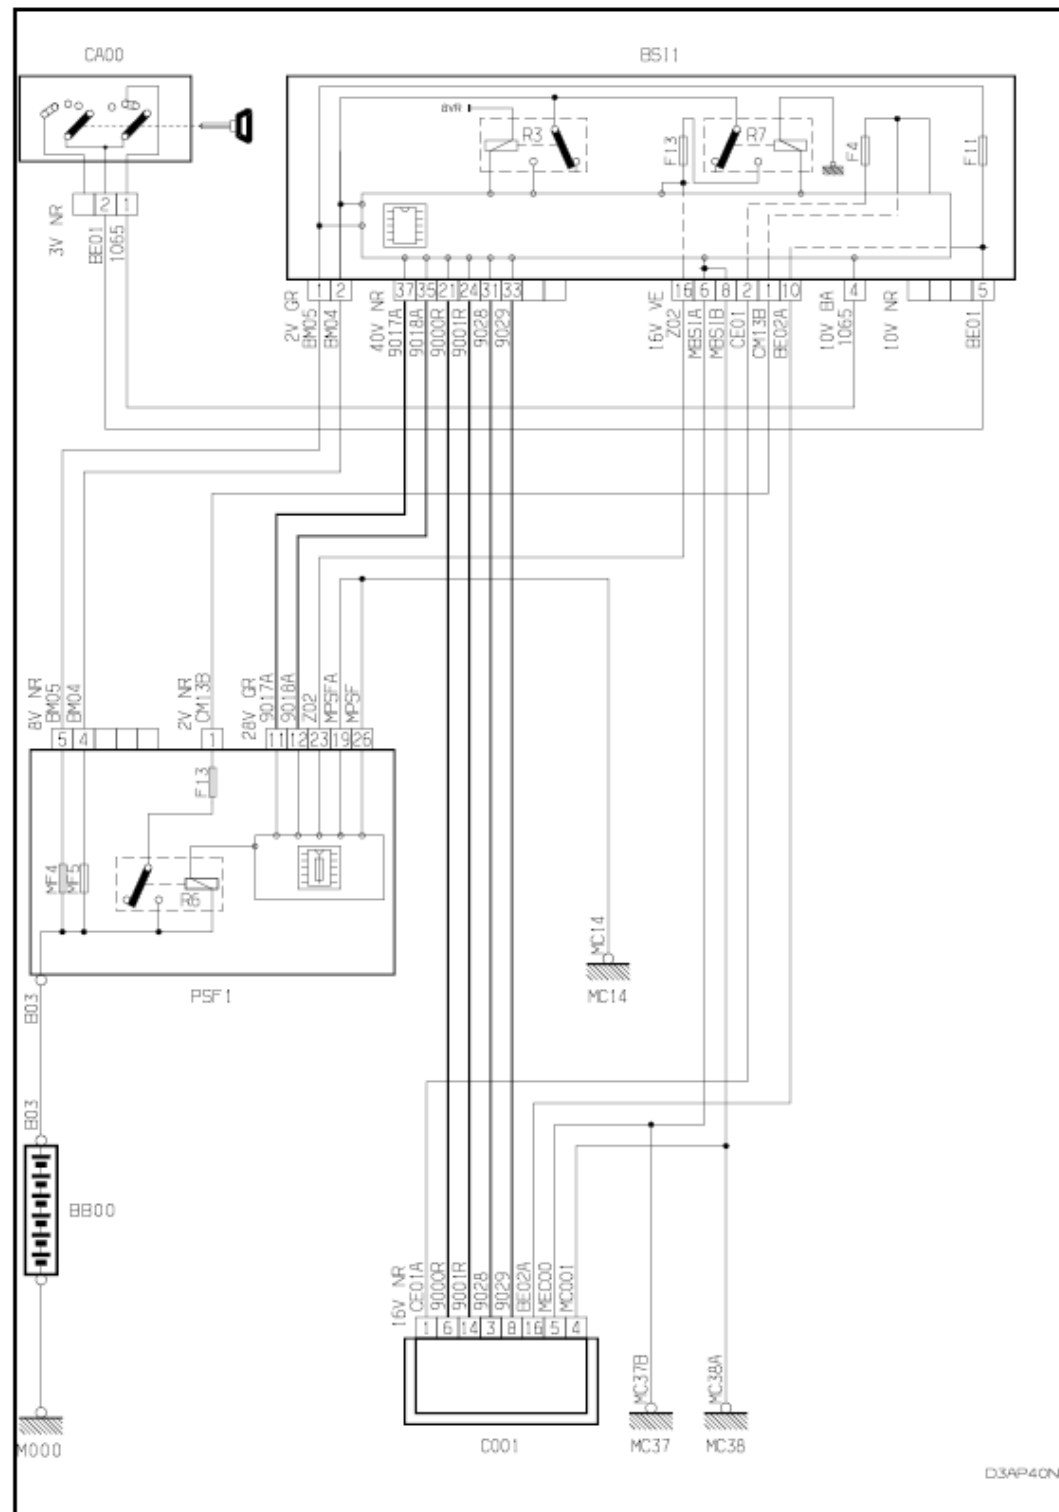 CA00
BSI1
8VR
R3
F13
R7
F4
F11
3V NR
2
1
BE01
1065
2V GR
1
2
BM05
BM04
40V NR
37
35
21
24
31
33
9017A
9018A
9000R
9001R
9028
9029
16V VE
16
6
8
2
1
10
Z02
MBSIA
MBSIB
CE01
CM13B
BE02A
10V BA
4
1065
10V NR
5
BE01
8V NR
BM05
BM04
5
4
2V NR
CM13B
1
28V GR
9017A
9018A
Z02
MPSFA
MPSF
11
12
23
19
26
F13
MF4
MF5
R6
PSF1
MC14
MC14
B03
B03
BB00
M000
16V NR
CE01A
9000R
9001R
9028
9029
BE02A
MEC00
MC001
1
6
14
3
8
16
5
4
C001
MC37B
MC37
MC38A
MC38
D3AP40N